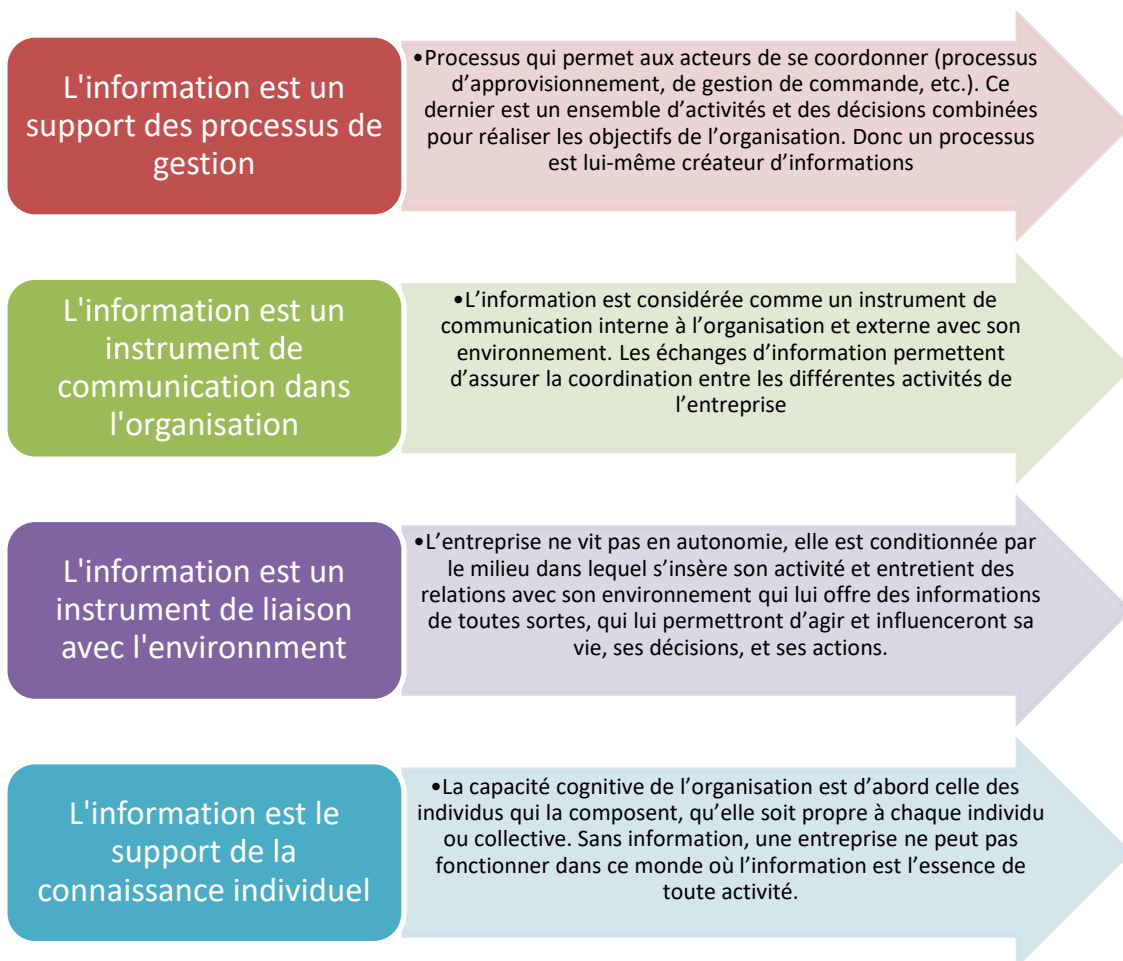 L'information est un
support des processus de
gestion
•Processus qui permet aux acteurs de se coordonner (processus
d’approvisionnement, de gestion de commande, etc.). Ce
dernier est un ensemble d’activités et des décisions combinées
pour réaliser les objectifs de l’organisation. Donc un processus
est lui-même créateur d’informations
L'information est un
instrument de
communication dans
l'organisation
•L’information est considérée comme un instrument de
communication interne à l’organisation et externe avec son
environnement. Les échanges d’information permettent
d’assurer la coordination entre les différentes activités de
l’entreprise
L'information est un
instrument de liaison
avec l'environnment
•L’entreprise ne vit pas en autonomie, elle est conditionnée par
le milieu dans lequel s’insère son activité et entretient des
relations avec son environnement qui lui offre des informations
de toutes sortes, qui lui permettront d’agir et influenceront sa
vie, ses décisions, et ses actions.
L'information est le
support de la
connaissance individuel
•La capacité cognitive de l’organisation est d’abord celle des
individus qui la composent, qu’elle soit propre à chaque individu
ou collective. Sans information, une entreprise ne peut pas
fonctionner dans ce monde où l’information est l’essence de
toute activité.